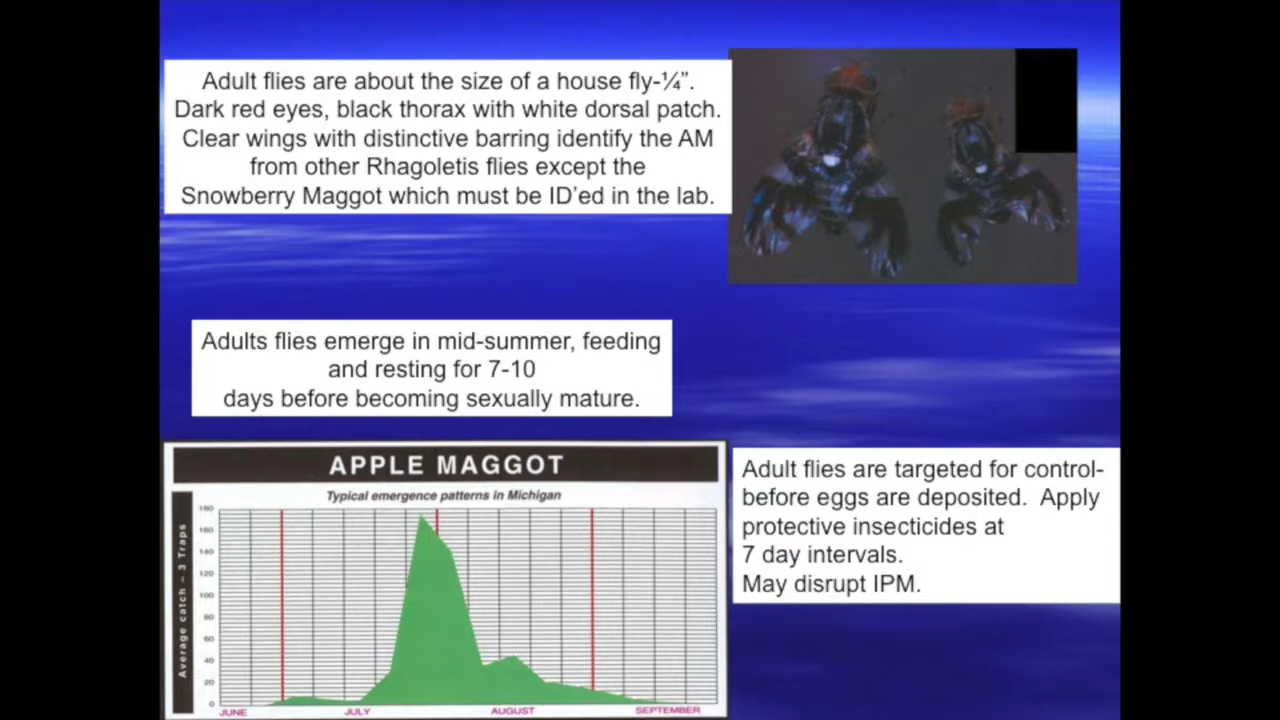 Adult flies are about the size of a house fly-¼”.
Dark red eyes, black thorax with white dorsal patch.
Clear wings with distinctive barring identify the AM
from other Rhagoletis flies except the
Snowberry Maggot which must be ID’ed in the lab.
Adults flies emerge in mid-summer, feeding
and resting for 7-10
days before becoming sexually mature.
APPLE MAGGOT
Typical emergence patterns in Michigan
Average catch – 3 Traps
180
160
140
120
100
80
60
40
20
0
JUNE JULY AUGUST SEPTEMBER
Adult flies are targeted for control-
before eggs are deposited. Apply
protective insecticides at
7 day intervals.
May disrupt IPM.